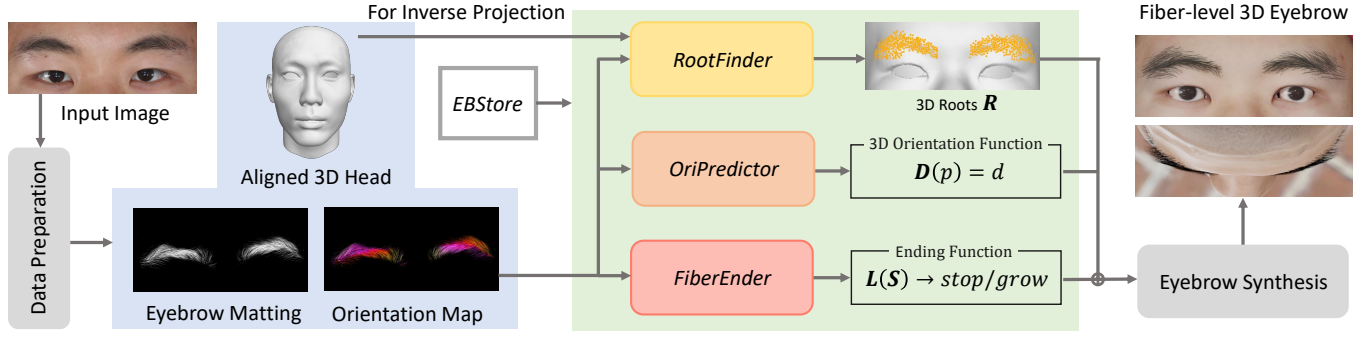 For Inverse Projection
Fiber-level 3D Eyebrow
Input Image
Data Preparation
Aligned 3D Head
Eyebrow Matting
Orientation Map
EBStore
RootFinder
3D Roots R
OriPredictor
3D Orientation Function
D(p) = d
FiberEnder
Ending Function
L(S) → stop/grow
Eyebrow Synthesis